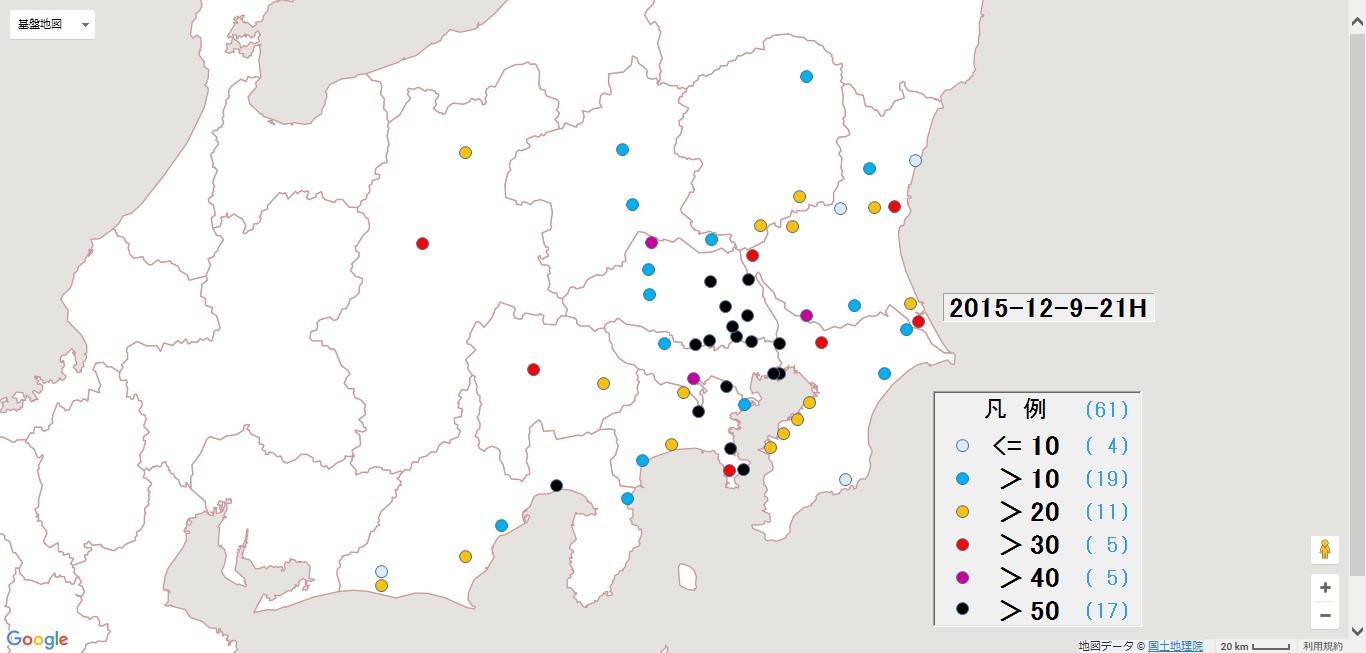 基盤地図
2015-12-9-21H
凡 例 (61)
<= 10 ( 4)
> 10 (19)
> 20 (11)
> 30 ( 5)
> 40 ( 5)
> 50 (17)
+
−
Google
地図データ © 国土地理院 20 km 利用規約